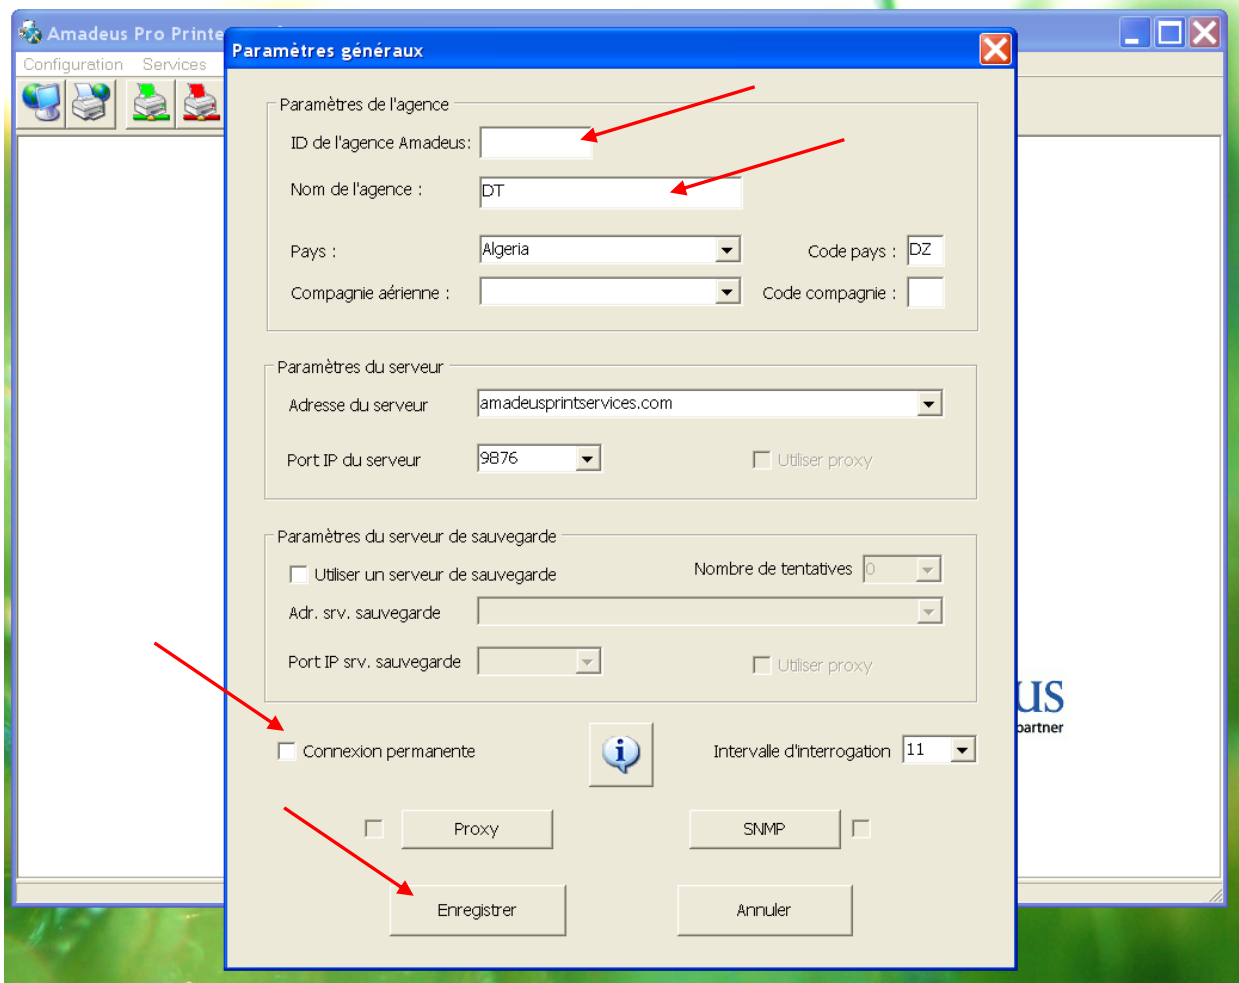 Amadeus Pro Printe
Configuration Services
Paramètres généraux
Paramètres de l'agence
ID de l'agence Amadeus:
Nom de l'agence : DT
Pays : Algeria Code pays : DZ
Compagnie aérienne : Code compagnie :
Paramètres du serveur
Adresse du serveur amadeusprintservices.com
Port IP du serveur 9876 Utiliser proxy
Paramètres du serveur de sauvegarde
Utiliser un serveur de sauvegarde Nombre de tentatives 0
Adr. srv. sauvegarde
Port IP srv. sauvegarde Utiliser proxy
us
partner
Connexion permanente Intervalle d'interrogation 11
Proxy SNMP
Enregistrer Annuler